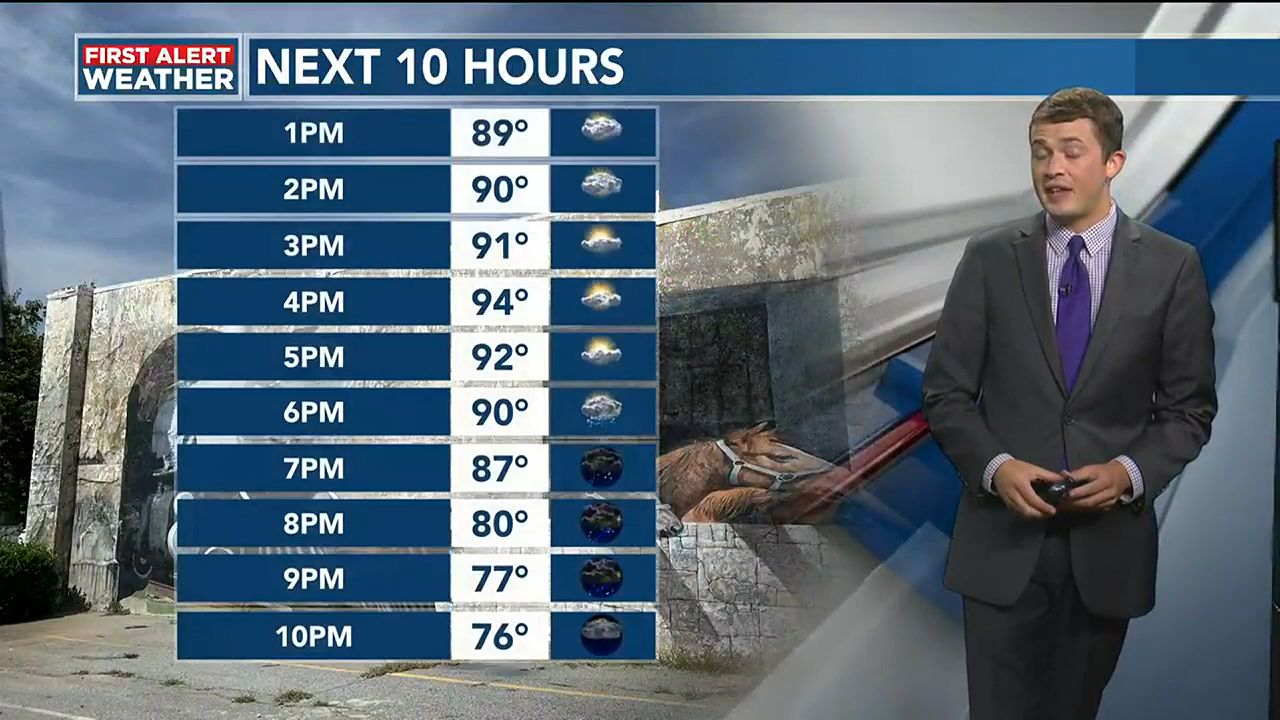 FIRST ALERT
WEATHER
NEXT 10 HOURS
1PM 89°
2PM 90°
3PM 91°
4PM 94°
5PM 92°
6PM 90°
7PM 87°
8PM 80°
9PM 77°
10PM 76°